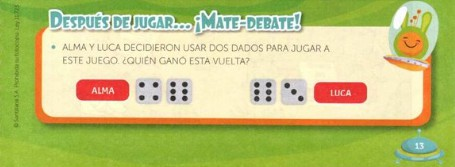 DESPUÉS DE JUGAR... ¡MATE-DEBATE!
• ALMA Y LUCA DECIDIERON USAR DOS DADOS PARA JUGAR A
ESTE JUEGO. ¿QUIÉN GANÓ ESTA VUELTA?
ALMA
LUCA
13